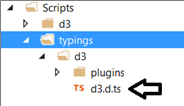 Scripts
d3
typings
d3
plugins
TS d3.d.ts